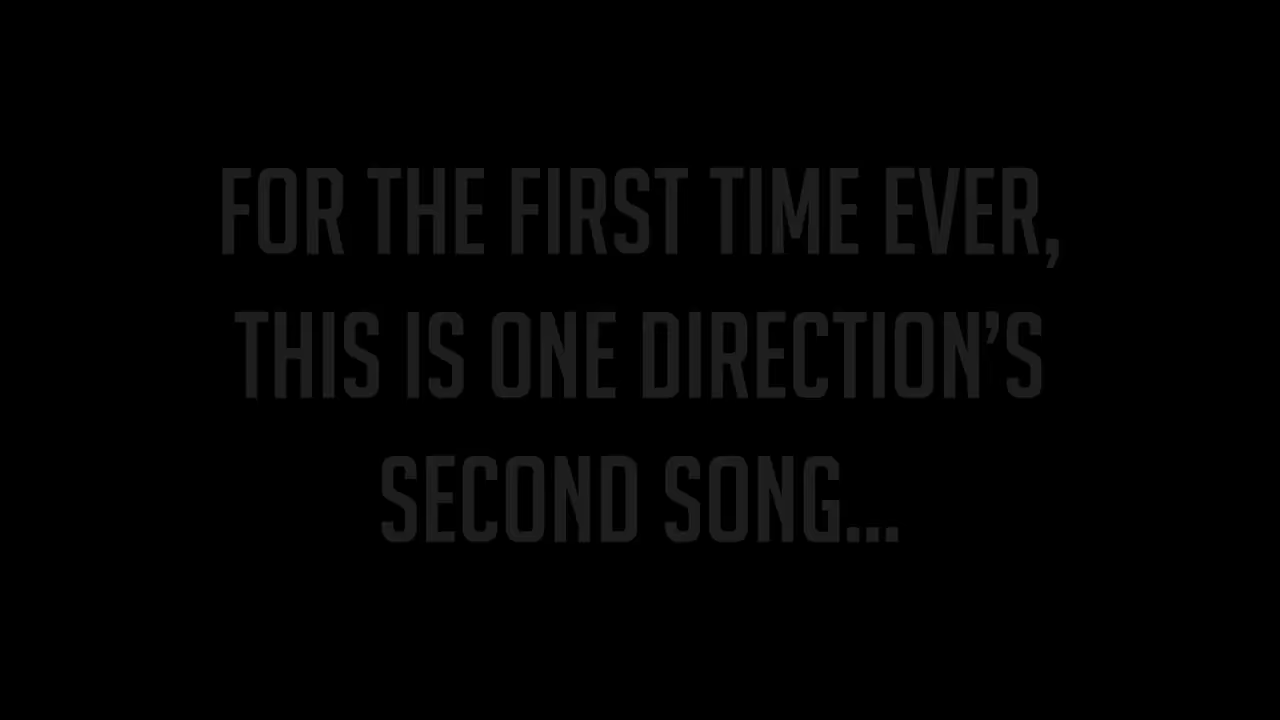 FOR THE FIRST TIME EVER,
THIS IS ONE DIRECTION’S
SECOND SONG...